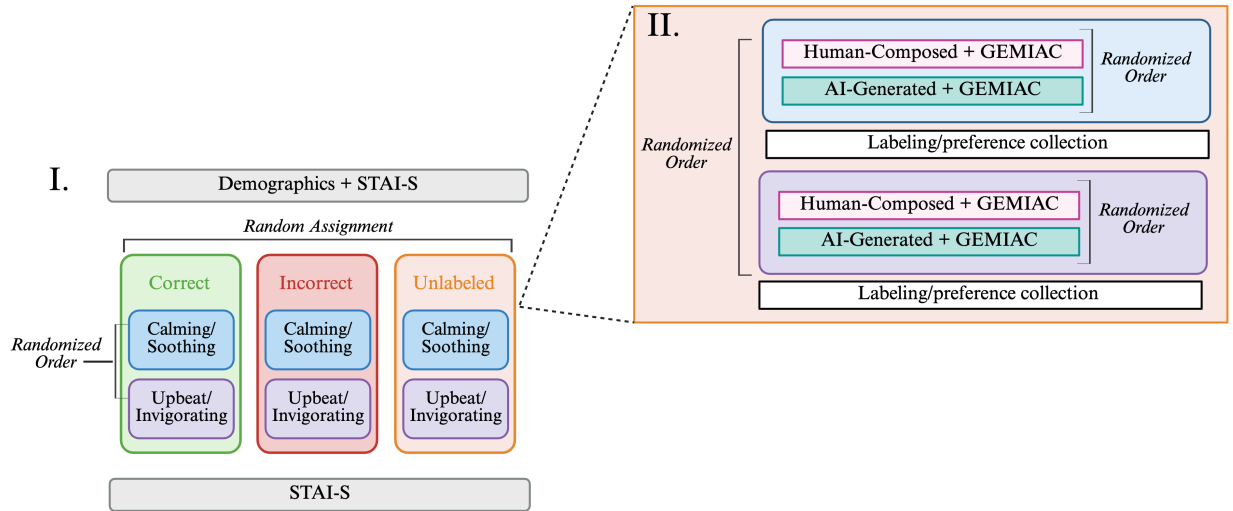 I.
Demographics + STAI-S
Random Assignment
Correct
Incorrect
Unlabeled
Randomized
Order
Calming/
Soothing
Calming/
Soothing
Calming/
Soothing
Upbeat/
Invigorating
Upbeat/
Invigorating
Upbeat/
Invigorating
STAI-S
II.
Randomized
Order
Human-Composed + GEMIAC
AI-Generated + GEMIAC
Randomized
Order
Labeling/preference collection
Human-Composed + GEMIAC
AI-Generated + GEMIAC
Randomized
Order
Labeling/preference collection